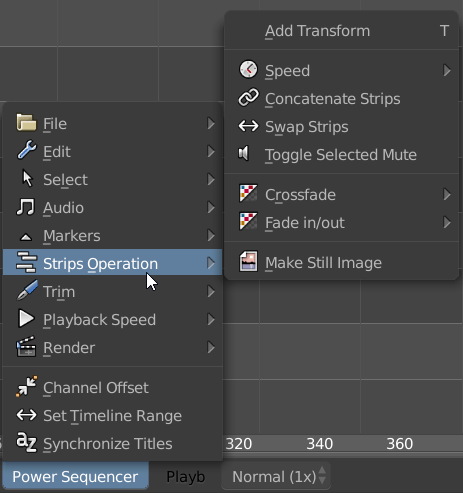 Add Transform T
Speed
Concatenate Strips
Swap Strips
Toggle Selected Mute
Crossfade
Fade in/out
Make Still Image
File
Edit
Select
Audio
Markers
Strips Operation
Trim
Playback Speed
Render
Channel Offset
Set Timeline Range
Synchronize Titles
320 340 360
Power Sequencer Playb Normal (1x)